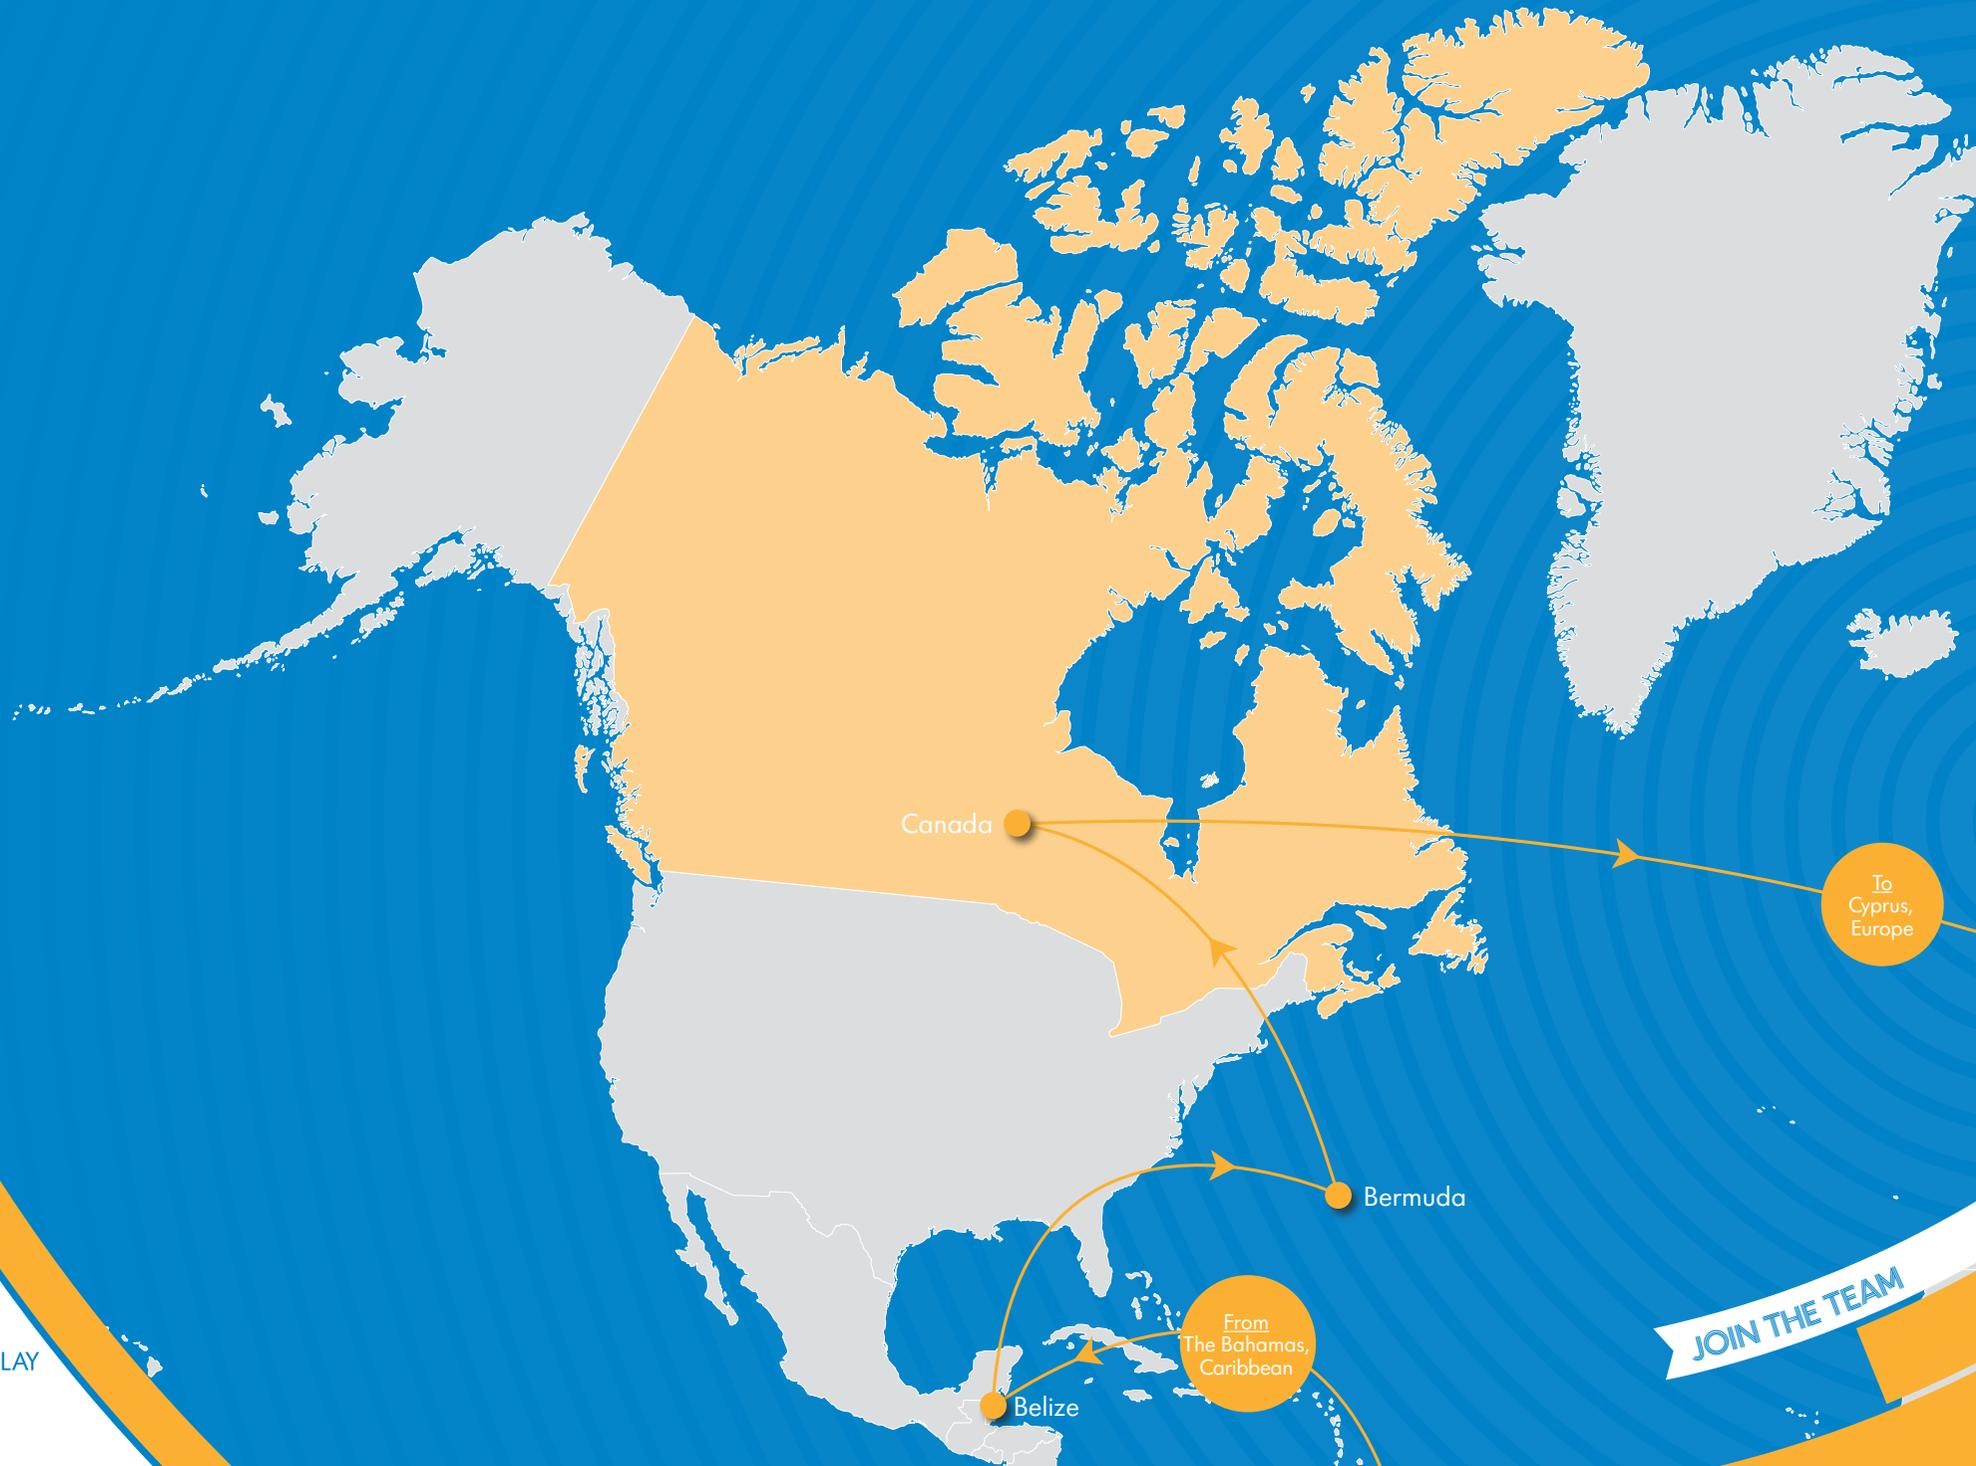 Canada
To
Cyprus,
Europe
Bermuda
JOIN THE TEAM
From
The Bahamas,
Caribbean
LAY
Belize